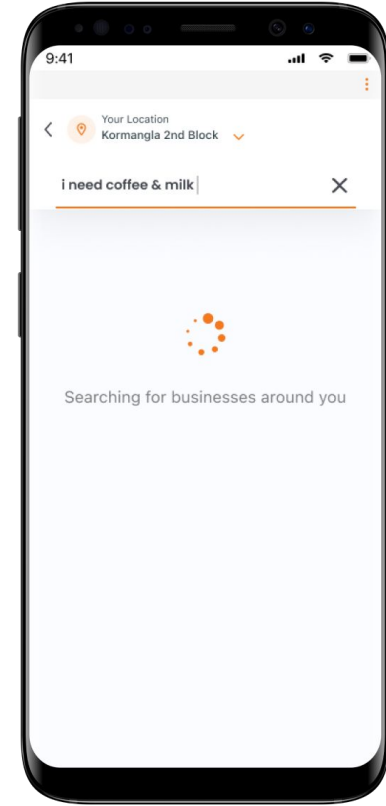 9:41
Your Location
Kormangla 2nd Block
i need coffee & milk
Searching for businesses around you